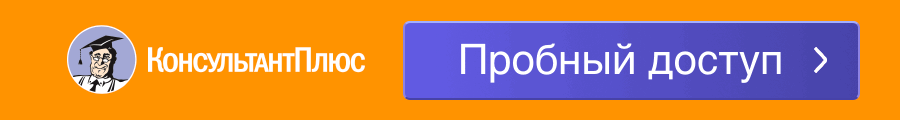 КонсультантПлюс
Пробный доступ